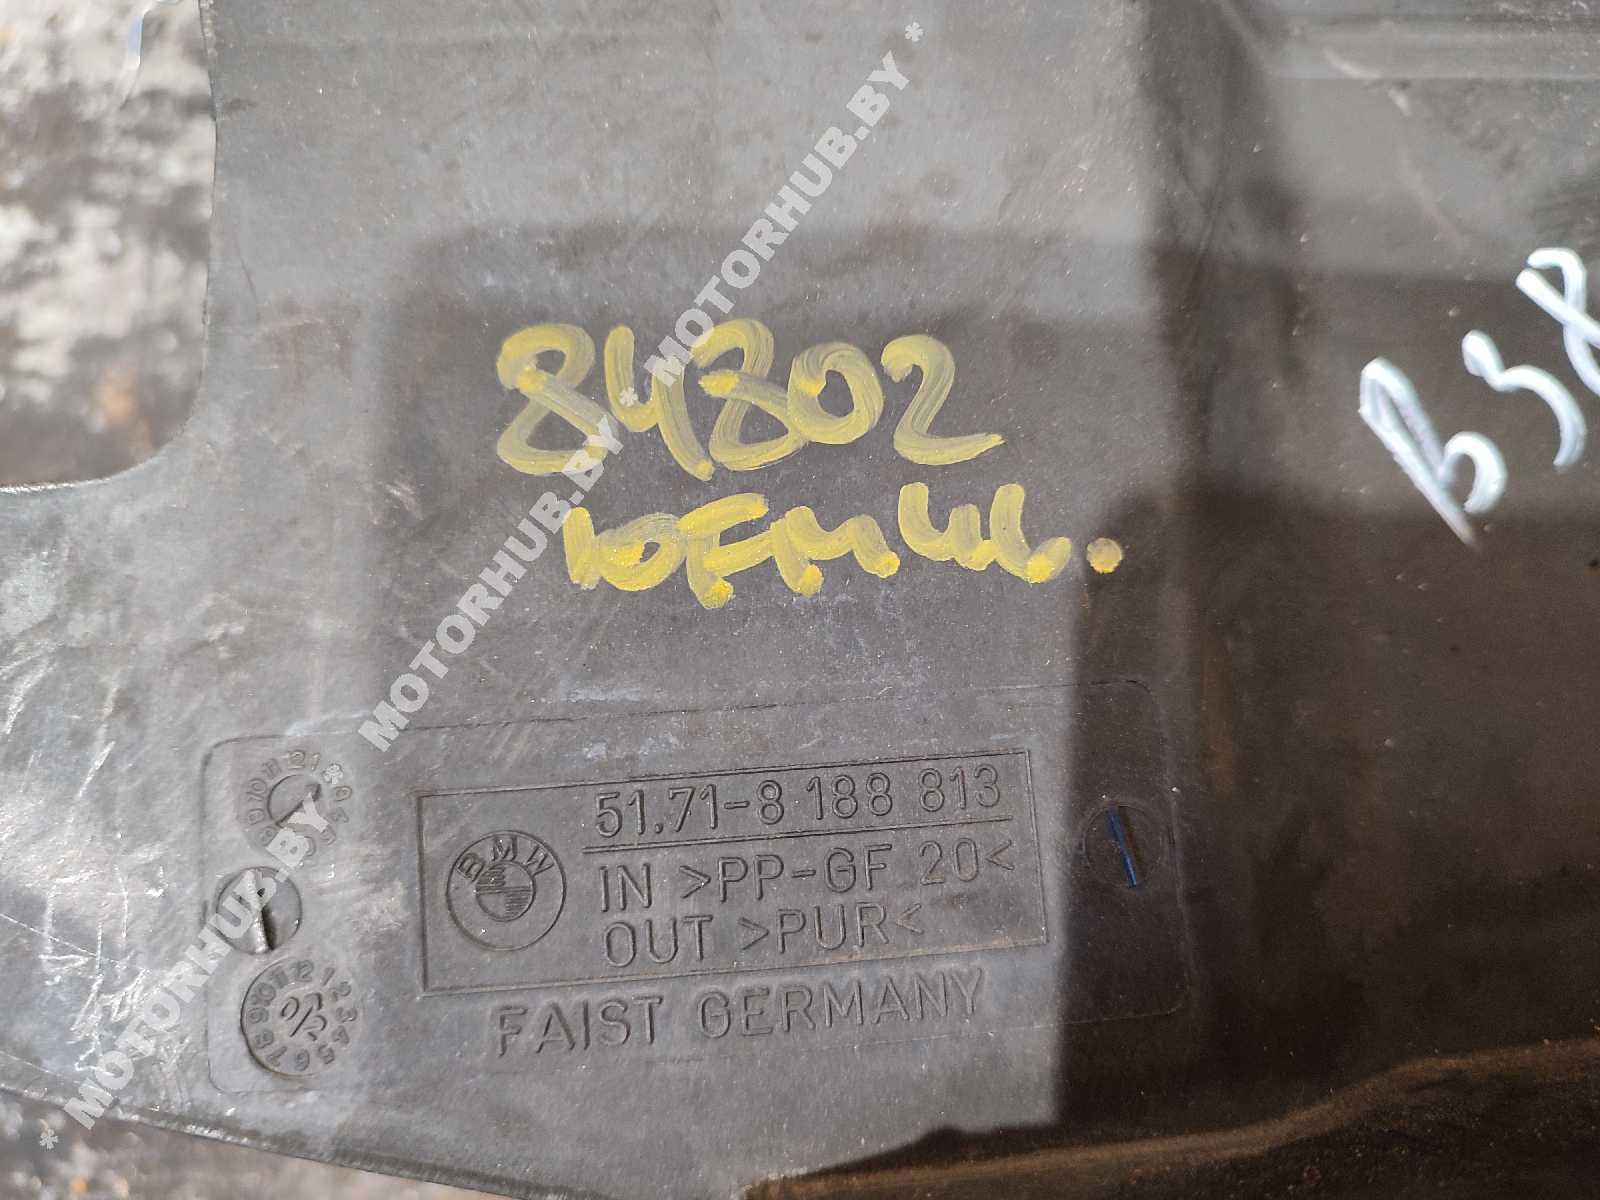 84802
B38
51.71-8 188 813
BMW
IN >PP-GF 20<
OUT >PUR<
FAIST GERMANY
* MOTORHUB.BY * MOTORHUB.BY * MOTORHUB.BY *